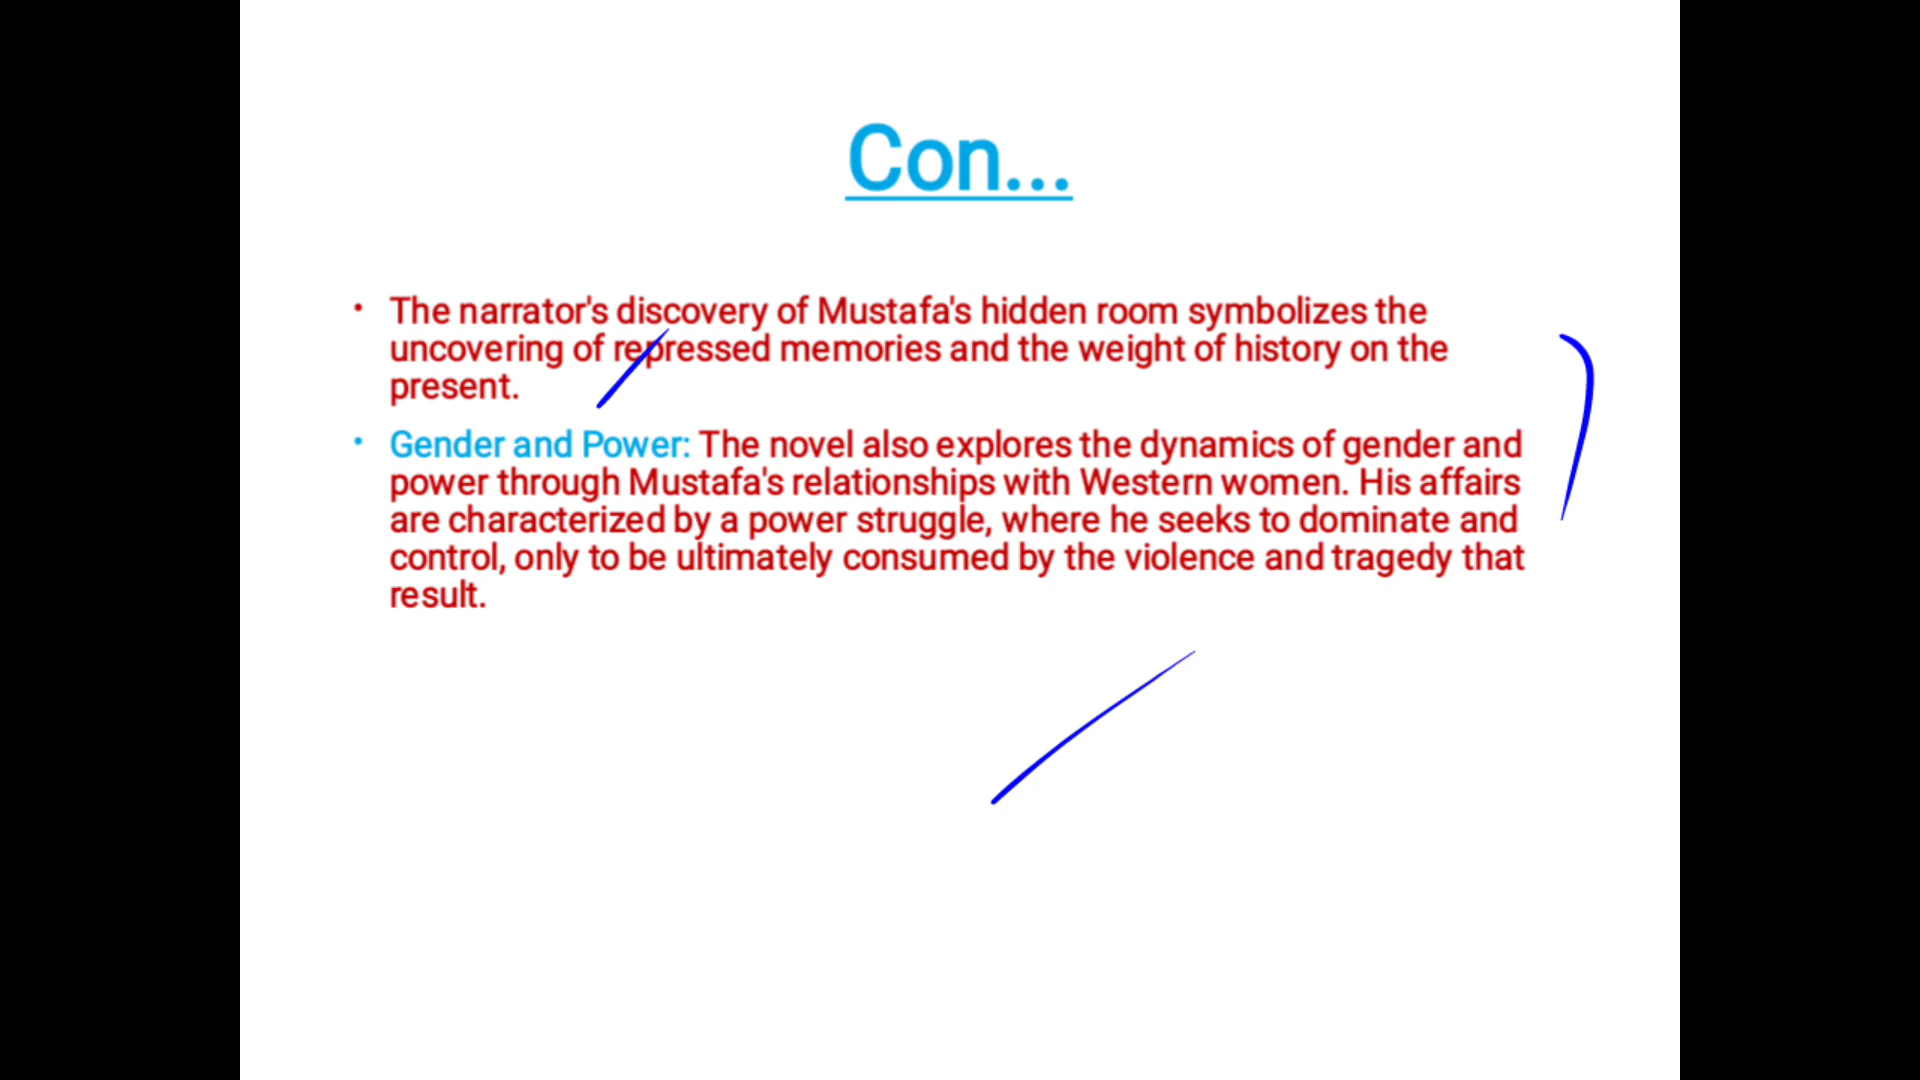 Con...
• The narrator's discovery of Mustafa's hidden room symbolizes the
uncovering of repressed memories and the weight of history on the
present.
• Gender and Power: The novel also explores the dynamics of gender and
power through Mustafa's relationships with Western women. His affairs
are characterized by a power struggle, where he seeks to dominate and
control, only to be ultimately consumed by the violence and tragedy that
result.